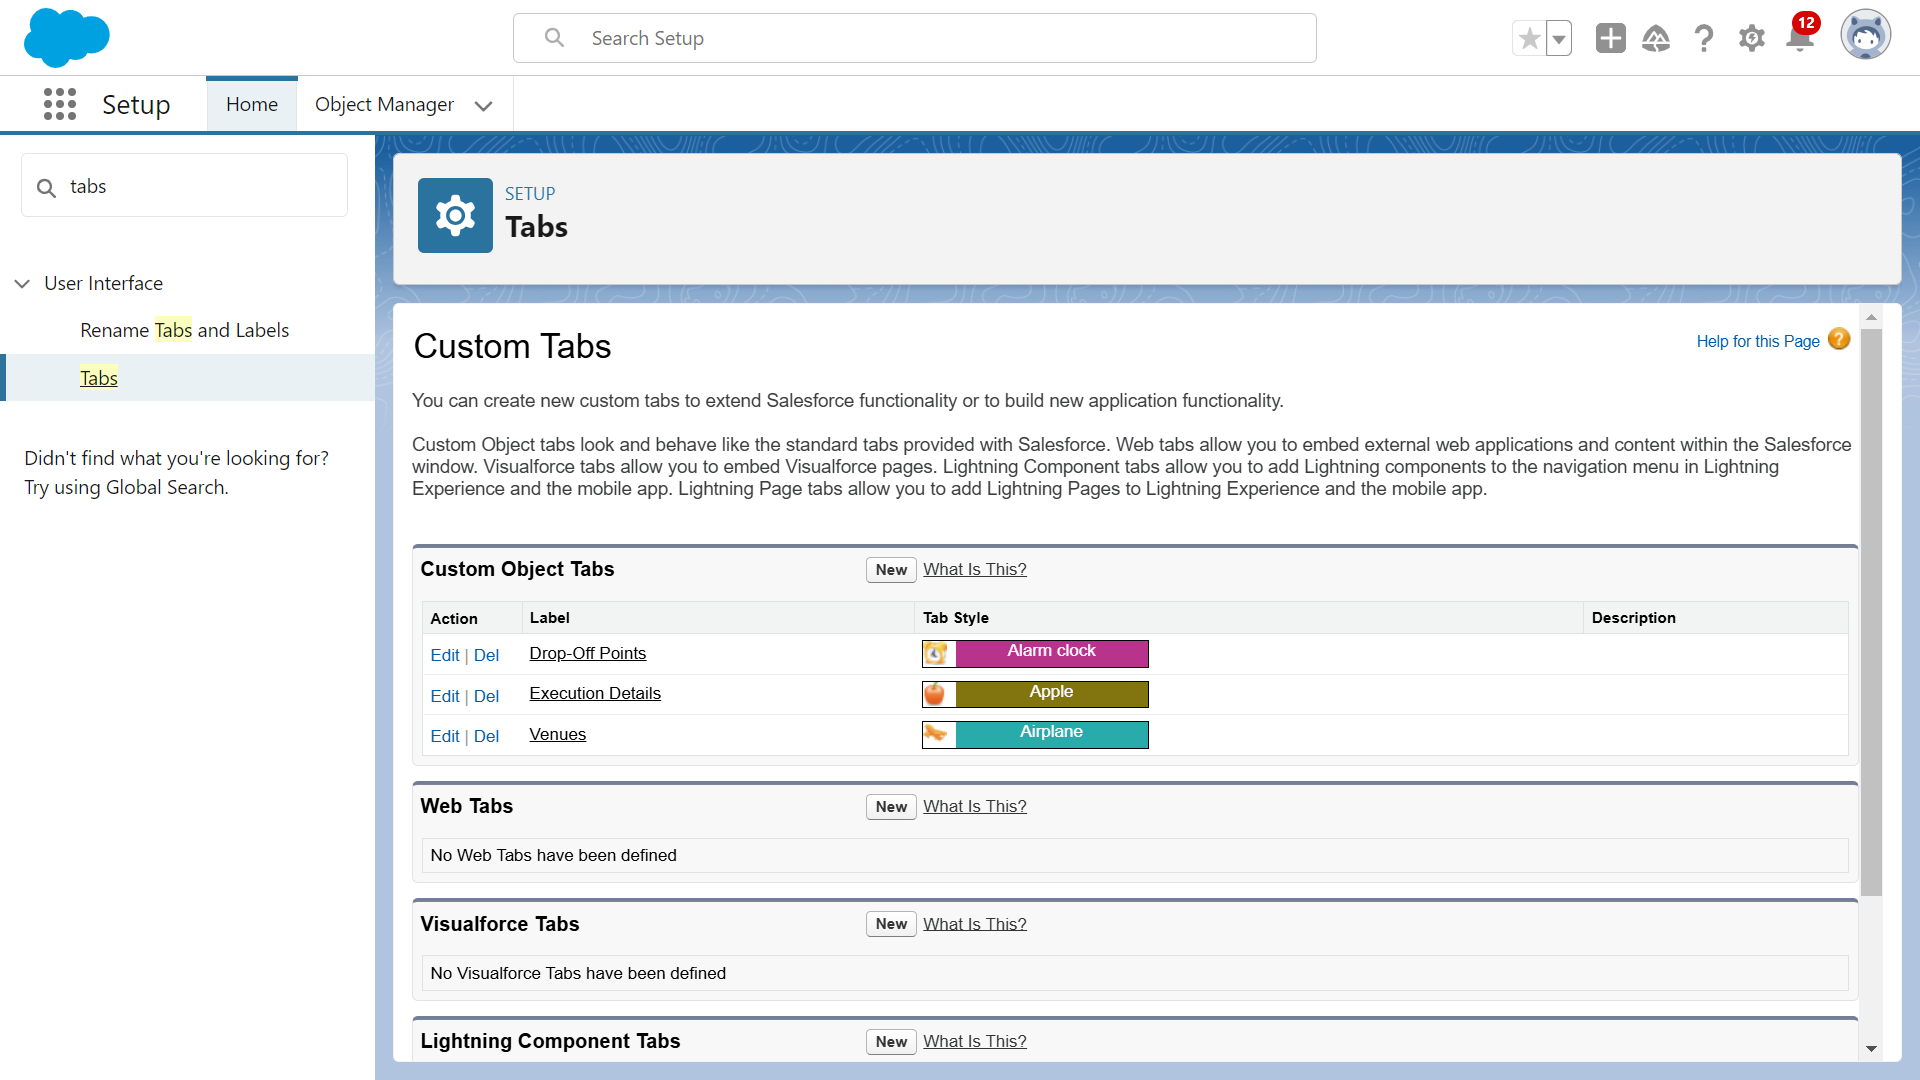 Search Setup
12
Setup
Home
Object Manager
tabs
User Interface
Rename Tabs and Labels
Tabs
Didn't find what you're looking for?
Try using Global Search.
SETUP
Tabs
Custom Tabs
Help for this Page
?
You can create new custom tabs to extend Salesforce functionality or to build new application functionality.
Custom Object tabs look and behave like the standard tabs provided with Salesforce. Web tabs allow you to embed external web applications and content within the Salesforce
window. Visualforce tabs allow you to embed Visualforce pages. Lightning Component tabs allow you to add Lightning components to the navigation menu in Lightning
Experience and the mobile app. Lightning Page tabs allow you to add Lightning Pages to Lightning Experience and the mobile app.
Custom Object Tabs New What Is This?
Action Label Tab Style Description
Edit | Del Drop-Off Points Alarm clock
Edit | Del Execution Details Apple
Edit | Del Venues Airplane
Web Tabs New What Is This?
No Web Tabs have been defined
Visualforce Tabs New What Is This?
No Visualforce Tabs have been defined
Lightning Component Tabs New What Is This?